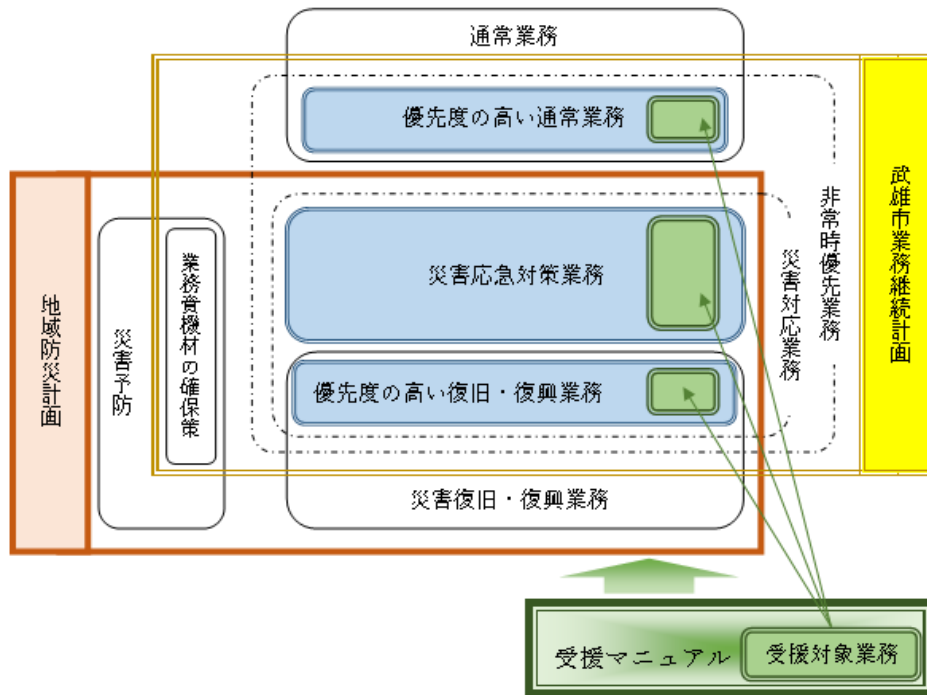 通常業務
優先度の高い通常業務
武雄市業務継続計画
非常時優先業務
災害対応業務
災害応急対策業務
地域防災計画
災害予防
業務資機材の確保策
優先度の高い復旧・復興業務
災害復旧・復興業務
受援マニュアル
受援対象業務